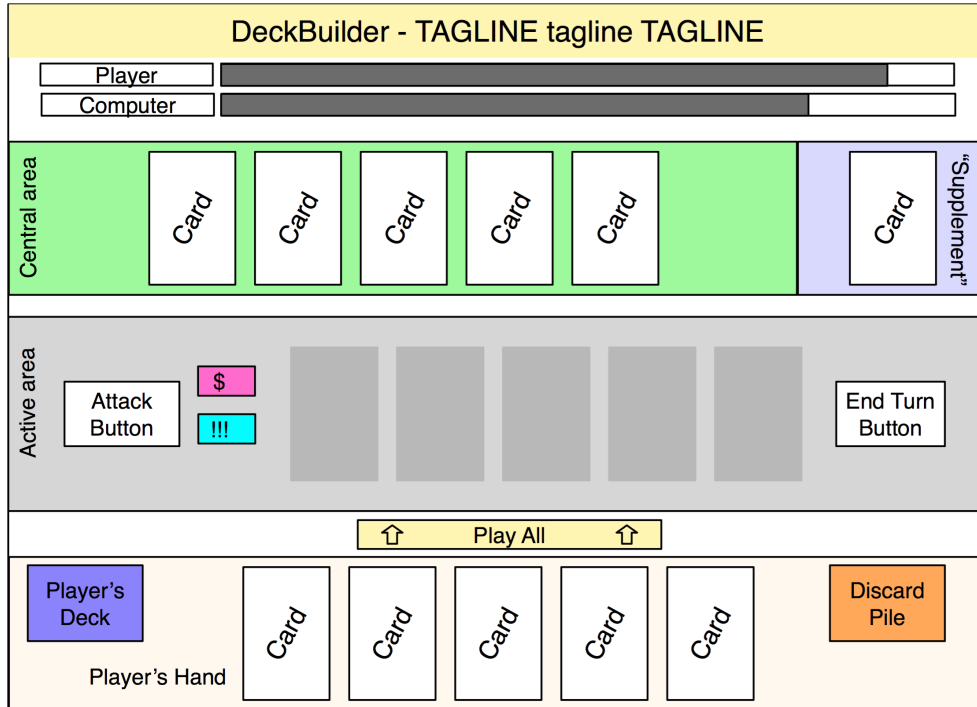 DeckBuilder - TAGLINE tagline TAGLINE
Player
Computer
Central area
Card
Card
Card
Card
Card
Card
“Supplement”
Active area
Attack
Button
$
!!!
End Turn
Button
Play All
Player’s
Deck
Player’s Hand
Card
Card
Card
Card
Card
Discard
Pile